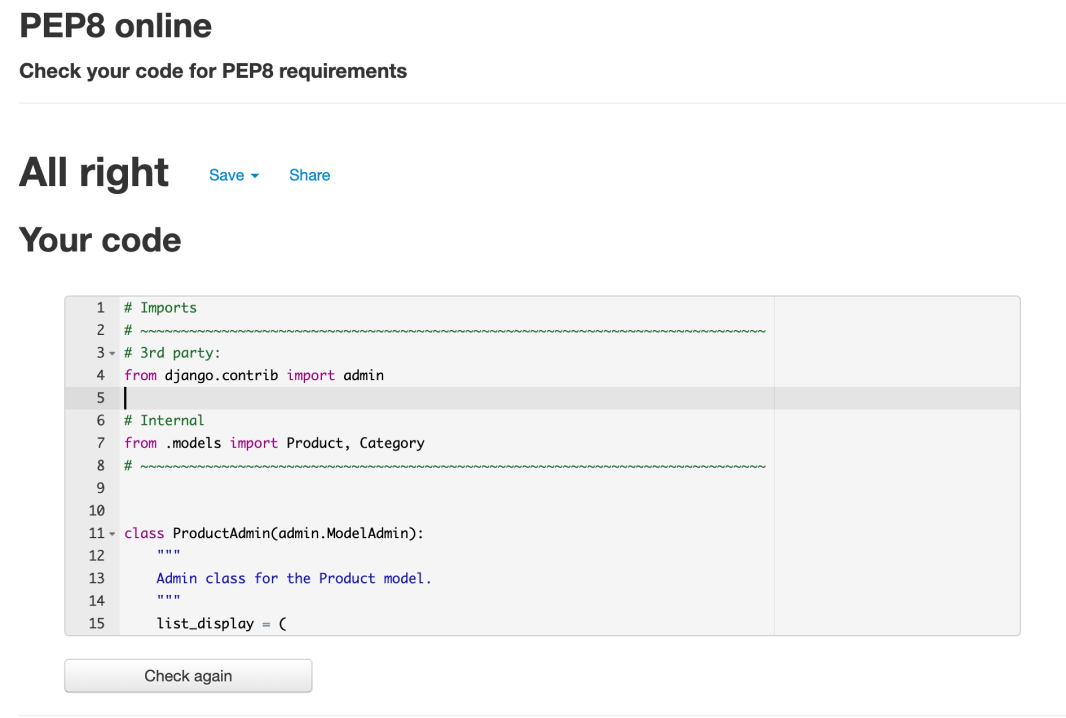 PEP8 online
Check your code for PEP8 requirements
All right Save Share
Your code
1 # Imports
2 # ~~~~~~~~~~~~~~~~~~~~~~~~~~~~~~~~~~~~~~~~~~~~~~~~~~~~~~~~~~~~~~~~~~~~~~~~~~~~~
3 # 3rd party:
4 from django.contrib import admin
5
6 # Internal
7 from .models import Product, Category
8 # ~~~~~~~~~~~~~~~~~~~~~~~~~~~~~~~~~~~~~~~~~~~~~~~~~~~~~~~~~~~~~~~~~~~~~~~~~~~~~
9
10
11 class ProductAdmin(admin.ModelAdmin):
12     """
13     Admin class for the Product model.
14     """
15     list_display = (
Check again